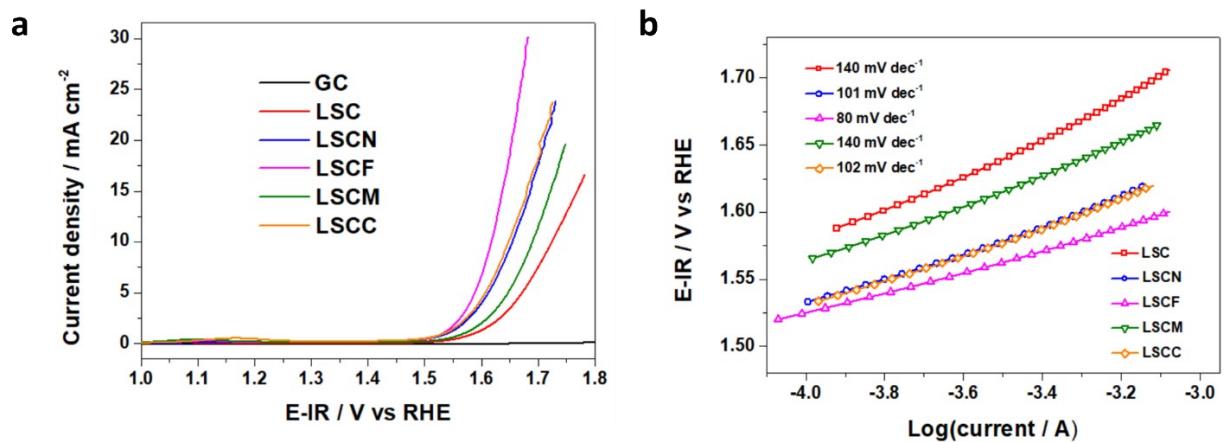 a
30
25
20
15
10
5
0
Current density / mA cm⁻²
GC
LSC
LSCN
LSCF
LSCM
LSCC
1.0 1.1 1.2 1.3 1.4 1.5 1.6 1.7 1.8
E-IR / V vs RHE
b
1.70
1.65
1.60
1.55
1.50
E-IR / V vs RHE
140 mV dec⁻¹
101 mV dec⁻¹
80 mV dec⁻¹
140 mV dec⁻¹
102 mV dec⁻¹
LSC
LSCN
LSCF
LSCM
LSCC
-4.0 -3.8 -3.6 -3.4 -3.2 -3.0
Log(current / A)